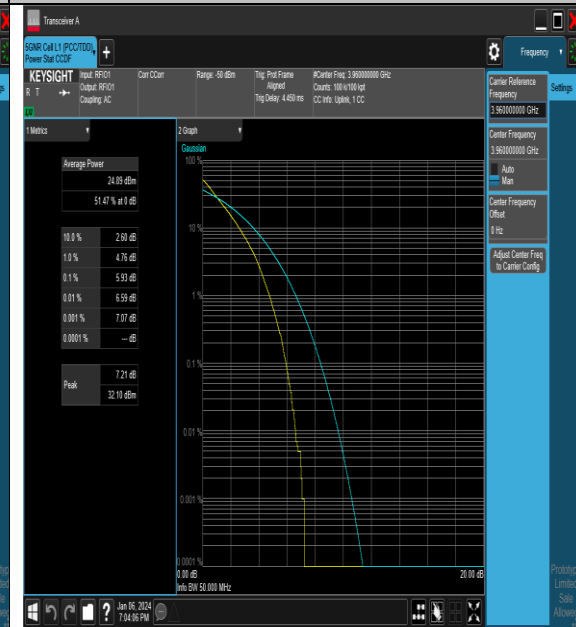 Transceiver A
5GNR Cell L1 (PCC/TDD)
Power Stat CCDF
+
Frequency
KEYSIGHT
R T
Input: RFIO1
Output: RFIO1
Coupling: AC
Corr CCorr
Range: -50 dBm
Trig: Prot Frame
Aligned
Trig Delay: 4.450 ms
#Center Freq: 3.960000000 GHz
Counts: 100 k/100 kpt
CC Info: Uplink, 1 CC
Carrier Reference
Frequency
3.960000000 GHz
Settings
1 Metrics
2 Graph
Gaussian
Center Frequency
3.960000000 GHz
Auto
Man
Center Frequency
Offset
0 Hz
Adjust Center Freq
to Carrier Config
Average Power
24.89 dBm
51.47 % at 0 dB
10.0 % 2.60 dB
1.0 % 4.76 dB
0.1 % 5.93 dB
0.01 % 6.59 dB
0.001 % 7.07 dB
0.0001 % --- dB
Peak
7.21 dB
32.10 dBm
100 %
10 %
1 %
0.1 %
0.01 %
0.001 %
0.0001 %
0.00 dB
20.00 dB
Info BW 50.000 MHz
?
Jan 06, 2024
7:04:06 PM